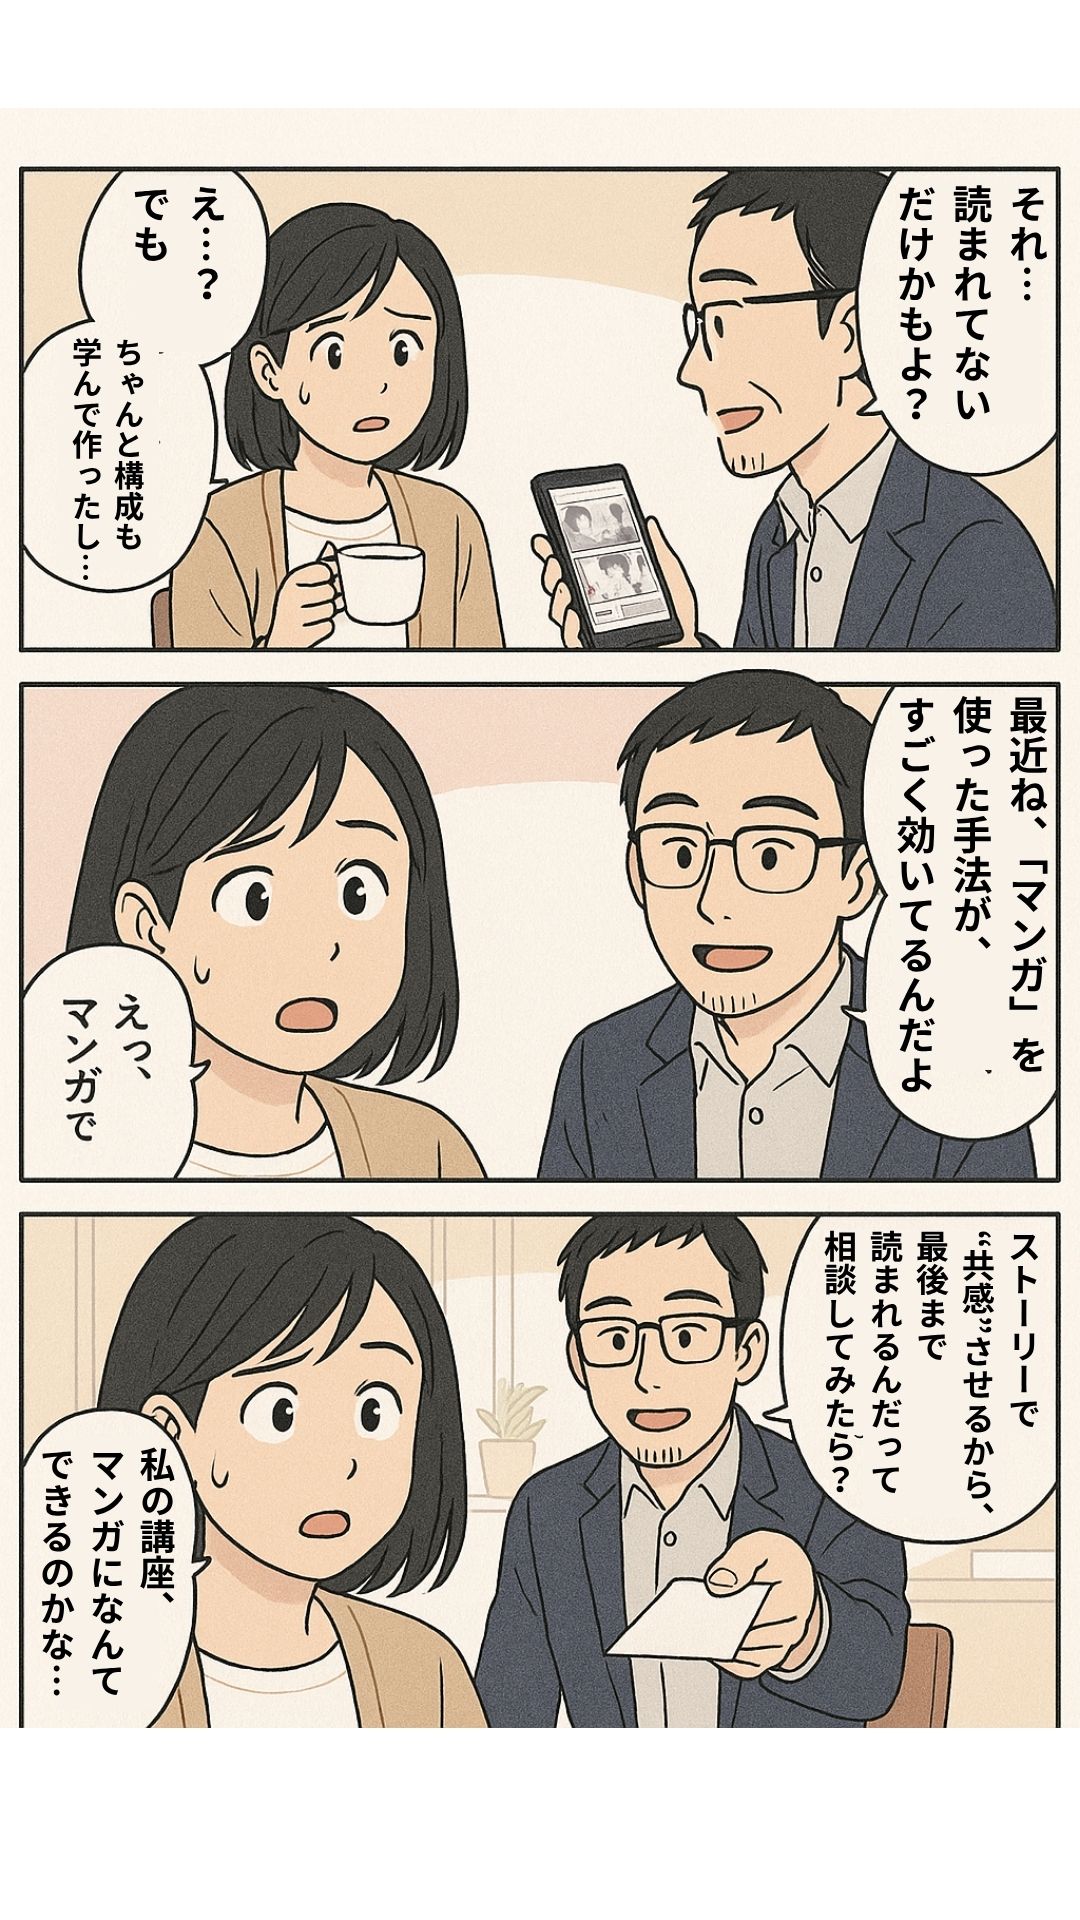 それ…
読まれてない
だけかもよ？
え…？
でも
ちゃんと構成も
学んで作ったし…
最近ね、「マンガ」を
使った手法が、
すごく効いてるんだよ
えっ、
マンガで
ストーリーで
“共感”させるから、
最後まで
読まれるんだって
相談してみたら？
私の講座、
マンガになんて
できるのかな…